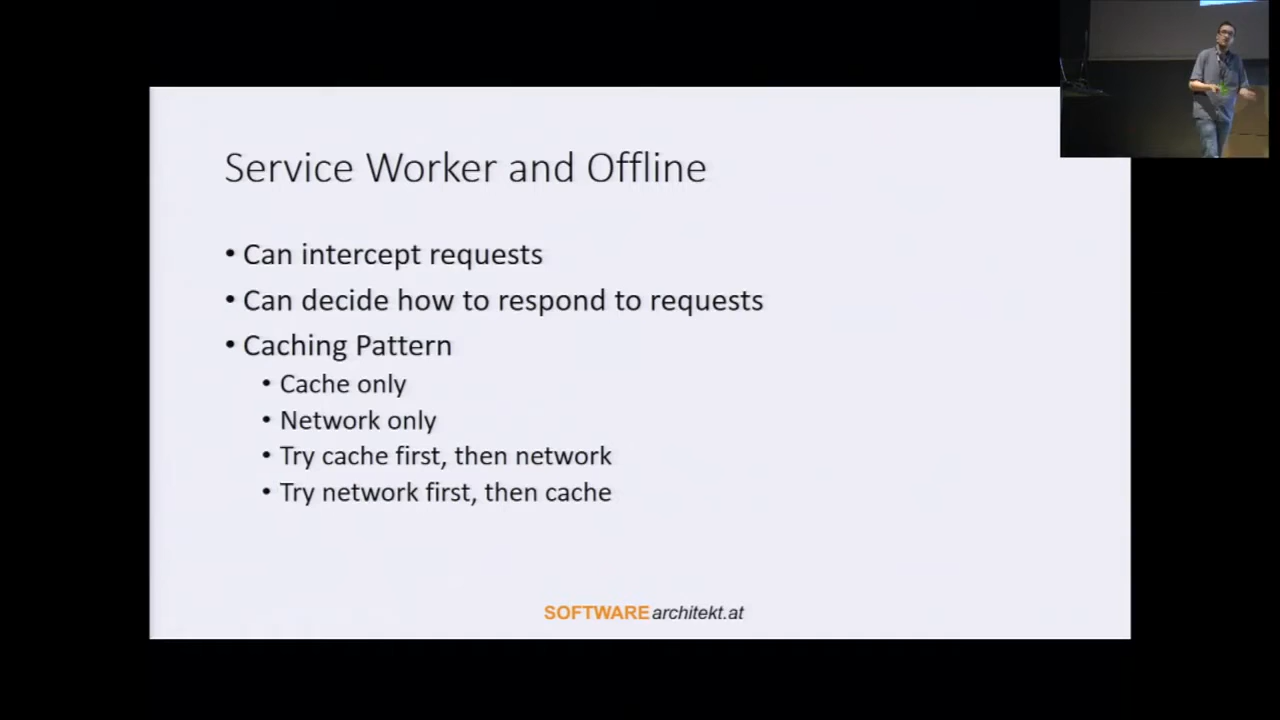 Service Worker and Offline
• Can intercept requests
• Can decide how to respond to requests
• Caching Pattern
• Cache only
• Network only
• Try cache first, then network
• Try network first, then cache
SOFTWAREarchitekt.at